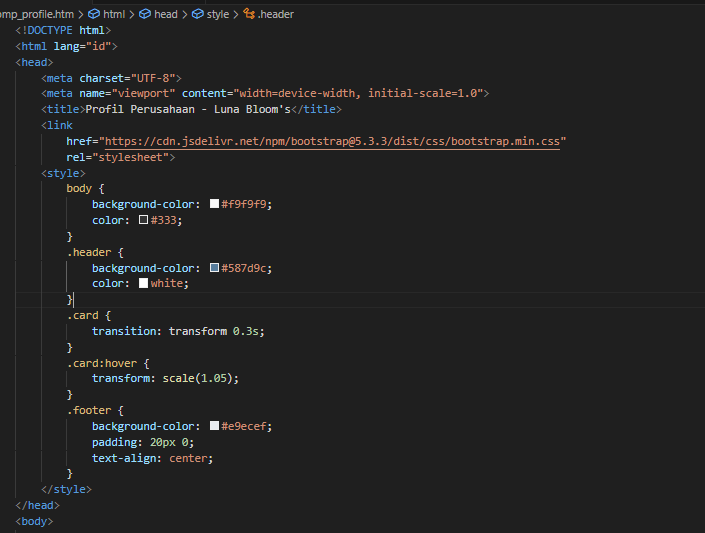 omp_profile.htm > html > head > style > .header
<!DOCTYPE html>
<html lang="id">
<head>
    <meta charset="UTF-8">
    <meta name="viewport" content="width=device-width, initial-scale=1.0">
    <title>Profil Perusahaan - Luna Bloom's</title>
    <link
        href="https://cdn.jsdelivr.net/npm/bootstrap@5.3.3/dist/css/bootstrap.min.css"
        rel="stylesheet">
    <style>
        body {
            background-color: #f9f9f9;
            color: #333;
        }
        .header {
            background-color: #587d9c;
            color: white;
        }
        .card {
            transition: transform 0.3s;
        }
        .card:hover {
            transform: scale(1.05);
        }
        .footer {
            background-color: #e9ecef;
            padding: 20px 0;
            text-align: center;
        }
    </style>
</head>
<body>